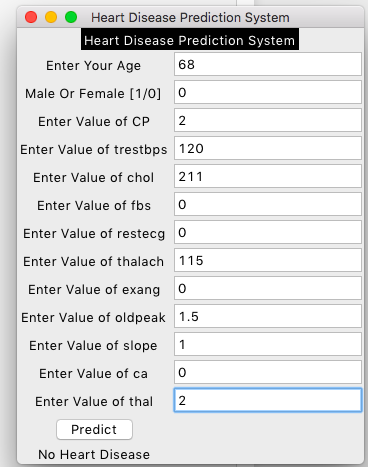 Heart Disease Prediction System
Heart Disease Prediction System
Enter Your Age 68
Male Or Female [1/0] 0
Enter Value of CP 2
Enter Value of trestbps 120
Enter Value of chol 211
Enter Value of fbs 0
Enter Value of restecg 0
Enter Value of thalach 115
Enter Value of exang 0
Enter Value of oldpeak 1.5
Enter Value of slope 1
Enter Value of ca 0
Enter Value of thal 2
Predict
No Heart Disease